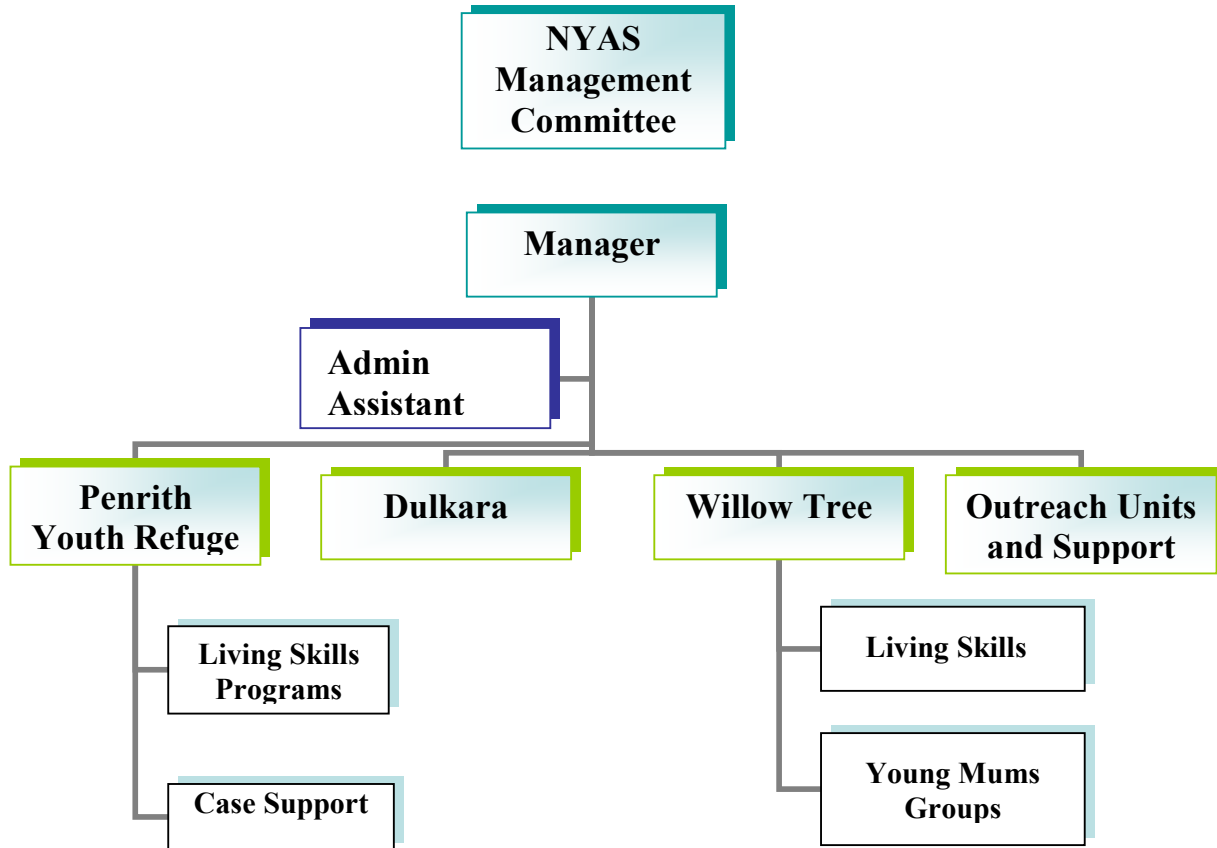 NYAS
Management
Committee
Manager
Admin
Assistant
Penrith
Youth Refuge
Dulkara
Willow Tree
Outreach Units
and Support
Living Skills
Programs
Case Support
Living Skills
Young Mums
Groups